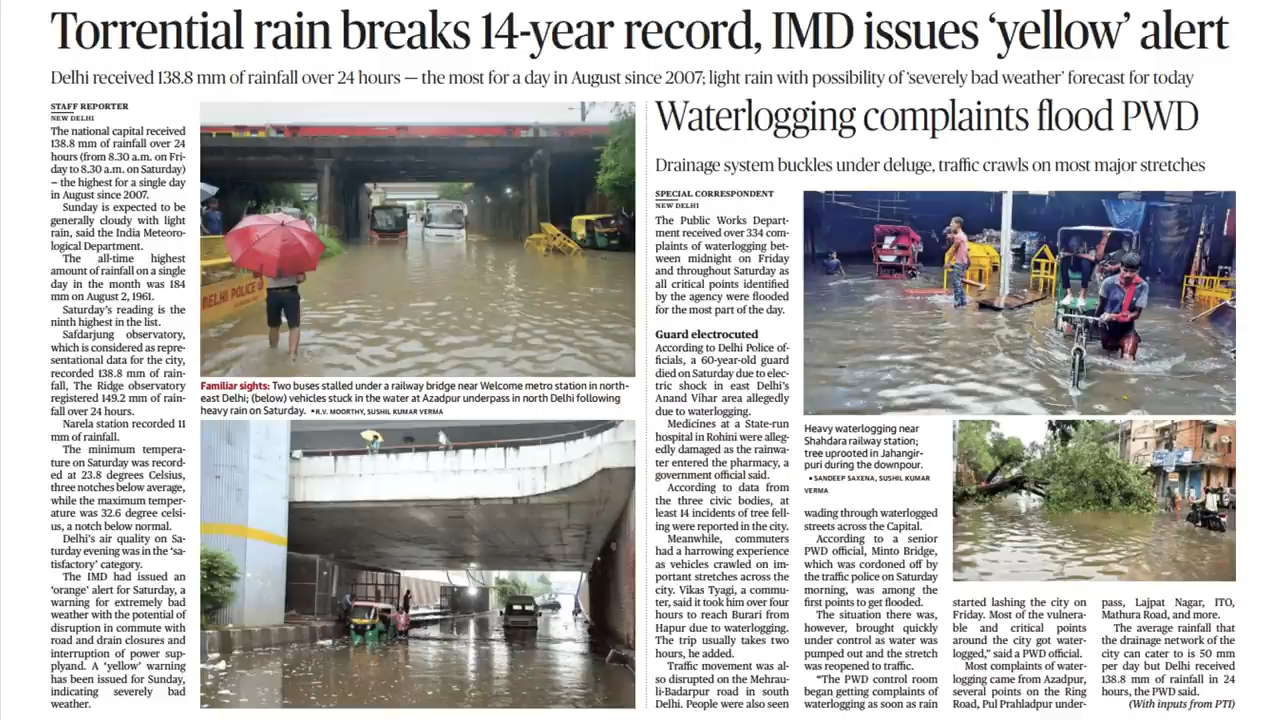 Torrential rain breaks 14-year record, IMD issues ‘yellow’ alert
Delhi received 138.8 mm of rainfall over 24 hours — the most for a day in August since 2007; light rain with possibility of ‘severely bad weather’ forecast for today
STAFF REPORTER
NEW DELHI
The national capital received
138.8 mm of rainfall over 24
hours (from 8.30 a.m. on Fri-
day to 8.30 a.m. on Saturday)
– the highest for a single day
in August since 2007.
Sunday is expected to be
generally cloudy with light
rain, said the India Meteoro-
logical Department.
The all-time highest
amount of rainfall on a single
day in the month was 184
mm on August 2, 1961.
Saturday’s reading is the
ninth highest in the list.
Safdarjung observatory,
which is considered as repre-
sentational data for the city,
recorded 138.8 mm of rain-
fall, The Ridge observatory
registered 149.2 mm of rain-
fall over 24 hours.
Narela station recorded 11
mm of rainfall.
The minimum tempera-
ture on Saturday was record-
ed at 23.8 degrees Celsius,
three notches below average,
while the maximum temper-
ature was 32.6 degree celsi-
us, a notch below normal.
Delhi’s air quality on Sa-
turday evening was in the ‘sa-
tisfactory’ category.
The IMD had issued an
‘orange’ alert for Saturday, a
warning for extremely bad
weather with the potential of
disruption in commute with
road and drain closures and
interruption of power sup-
plyand. A ‘yellow’ warning
has been issued for Sunday,
indicating severely bad
weather.
DELHI POLICE
Familiar sights: Two buses stalled under a railway bridge near Welcome metro station in north-
east Delhi; (below) vehicles stuck in the water at Azadpur underpass in north Delhi following
heavy rain on Saturday. • R.V. MOORTHY, SUSHIL KUMAR VERMA
Waterlogging complaints flood PWD
Drainage system buckles under deluge, traffic crawls on most major stretches
SPECIAL CORRESPONDENT
NEW DELHI
The Public Works Depart-
ment received over 334 com-
plaints of waterlogging bet-
ween midnight on Friday
and throughout Saturday as
all critical points identified
by the agency were flooded
for the most part of the day.
Guard electrocuted
According to Delhi Police of-
ficials, a 60-year-old guard
died on Saturday due to elec-
tric shock in east Delhi’s
Anand Vihar area allegedly
due to waterlogging.
Medicines at a State-run
hospital in Rohini were alleg-
edly damaged as the rainwa-
ter entered the pharmacy, a
government official said.
According to data from
the three civic bodies, at
least 14 incidents of tree fell-
ing were reported in the city.
Meanwhile, commuters
had a harrowing experience
as vehicles crawled on im-
portant stretches across the
city. Vikas Tyagi, a commu-
ter, said it took him over four
hours to reach Burari from
Hapur due to waterlogging.
The trip usually takes two
hours, he added.
Traffic movement was al-
so disrupted on the Mehrau-
li-Badarpur road in south
Delhi. People were also seen
Heavy waterlogging near
Shahdara railway station;
tree uprooted in Jahangir-
puri during the downpour.
• SANDEEP SAXENA, SUSHIL KUMAR
VERMA
wading through waterlogged
streets across the Capital.
According to a senior
PWD official, Minto Bridge,
which was cordoned off by
the traffic police on Saturday
morning, was among the
first points to get flooded.
The situation there was,
however, brought quickly
under control as water was
pumped out and the stretch
was reopened to traffic.
“The PWD control room
began getting complaints of
waterlogging as soon as rain
started lashing the city on
Friday. Most of the vulnera-
ble and critical points
around the city got water-
logged,” said a PWD official.
Most complaints of water-
logging came from Azadpur,
several points on the Ring
Road, Pul Prahladpur under-
pass, Lajpat Nagar, ITO,
Mathura Road, and more.
The average rainfall that
the drainage network of the
city can cater to is 50 mm
per day but Delhi received
138.8 mm of rainfall in 24
hours, the PWD said.
(With inputs from PTI)